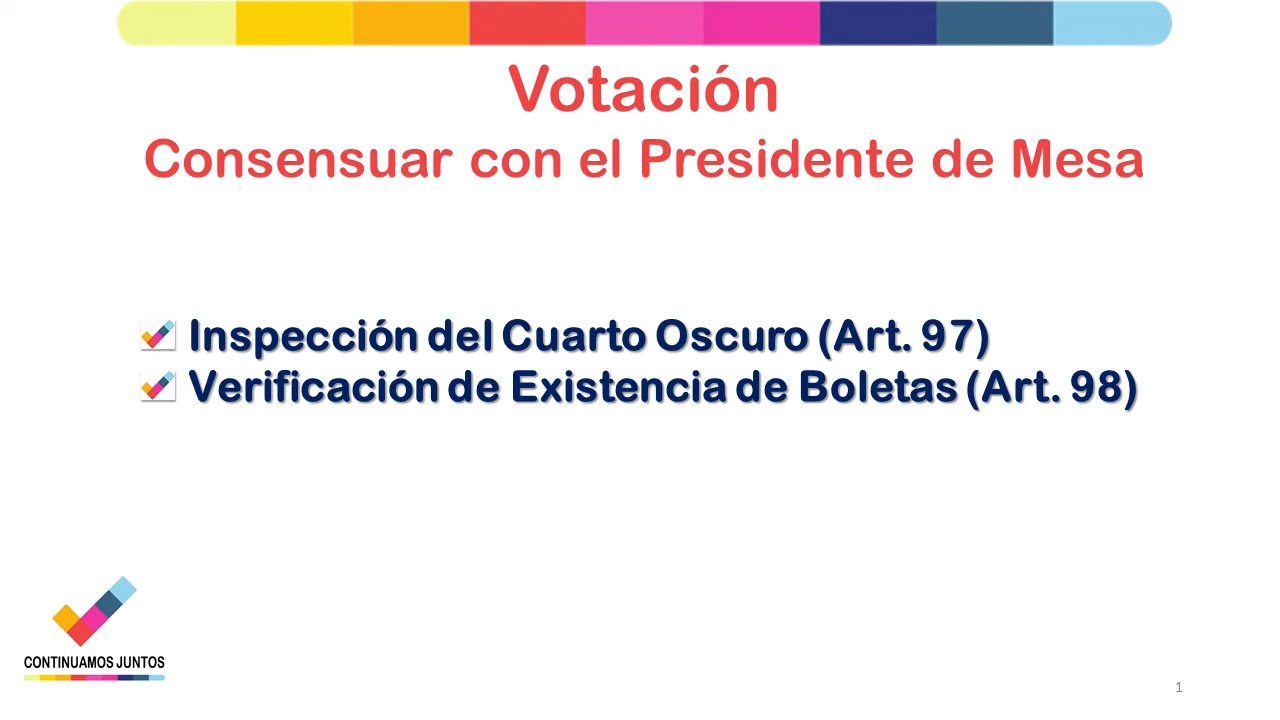 Votación
Consensuar con el Presidente de Mesa
Inspección del Cuarto Oscuro (Art. 97)
Verificación de Existencia de Boletas (Art. 98)
CONTINUAMOS JUNTOS
1